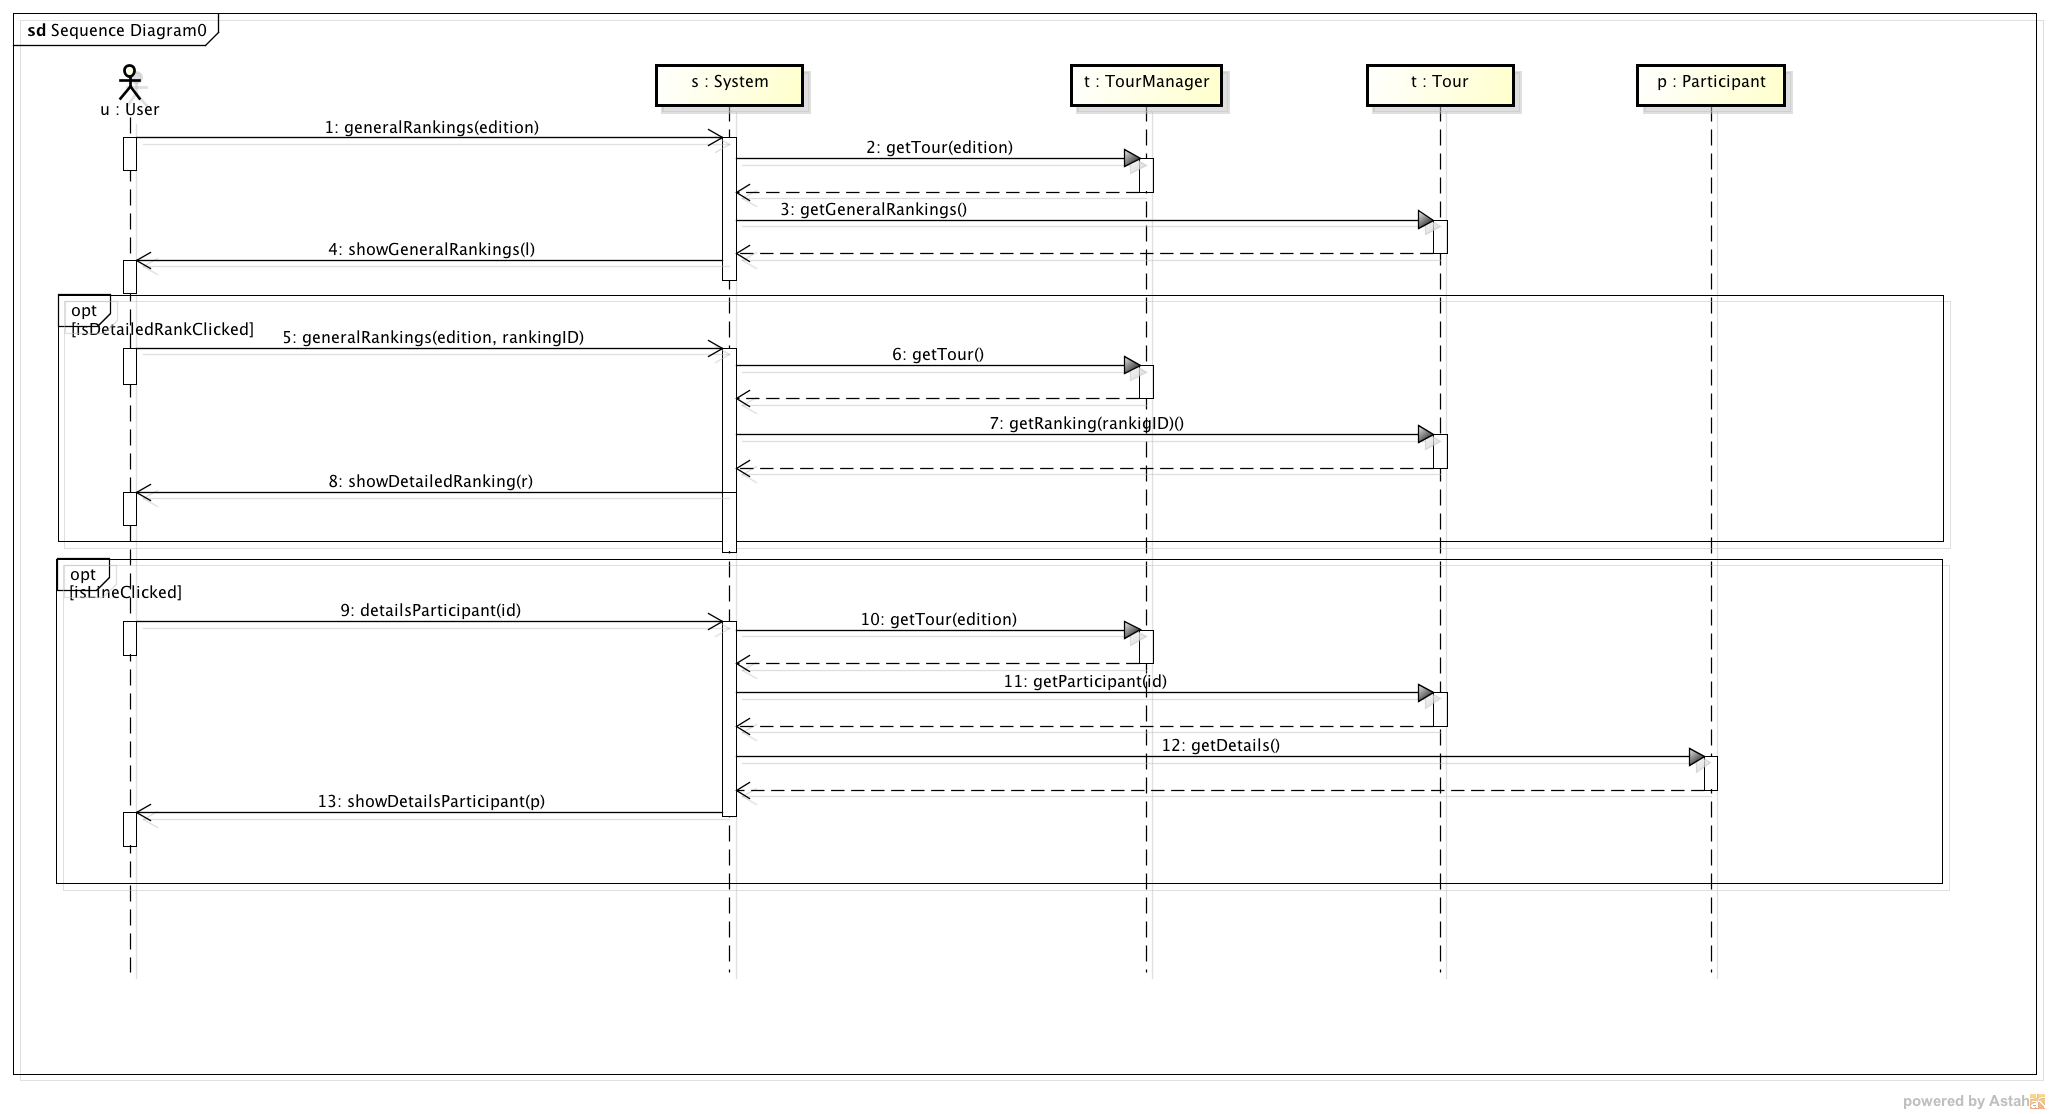 sd Sequence Diagram0
u : User
s : System
t : TourManager
t : Tour
p : Participant
1: generalRankings(edition)
2: getTour(edition)
3: getGeneralRankings()
4: showGeneralRankings(l)
opt
[isDetailedRankClicked]
5: generalRankings(edition, rankingID)
6: getTour()
7: getRanking(rankigID)()
8: showDetailedRanking(r)
opt
[isLineClicked]
9: detailsParticipant(id)
10: getTour(edition)
11: getParticipant(id)
12: getDetails()
13: showDetailsParticipant(p)
powered by Astah